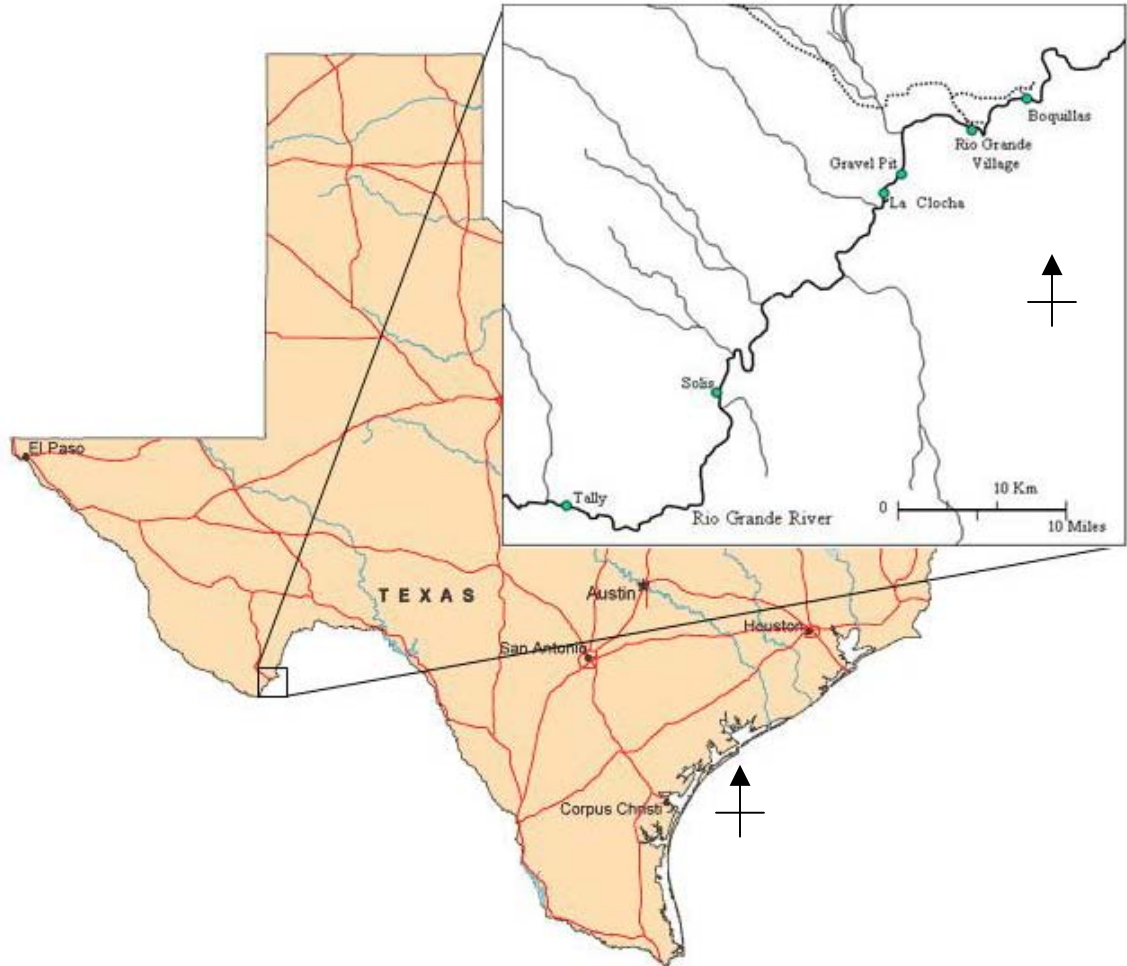 Boquillas
Rio Grande
Village
Gravel Pit
La Clocha
Solis
Tally
Rio Grande River
10 Km
0
10 Miles
El Paso
TEXAS
Austin
Houston
San Antonio
Corpus Christi